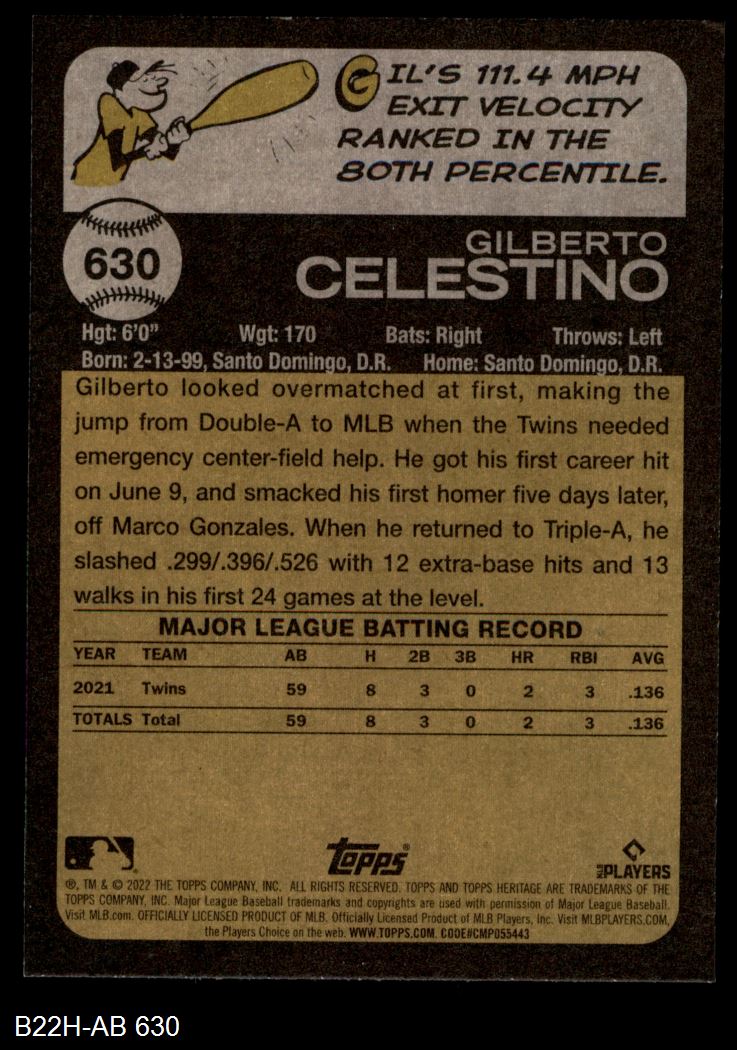 GIL'S 111.4 MPH
EXIT VELOCITY
RANKED IN THE
80TH PERCENTILE.
630
GILBERTO
CELESTINO
Hgt: 6'0" Wgt: 170 Bats: Right Throws: Left
Born: 2-13-99, Santo Domingo, D.R. Home: Santo Domingo, D.R.
Gilberto looked overmatched at first, making the
jump from Double-A to MLB when the Twins needed
emergency center-field help. He got his first career hit
on June 9, and smacked his first homer five days later,
off Marco Gonzales. When he returned to Triple-A, he
slashed .299/.396/.526 with 12 extra-base hits and 13
walks in his first 24 games at the level.
MAJOR LEAGUE BATTING RECORD
YEAR TEAM AB H 2B 3B HR RBI AVG
2021 Twins 59 8 3 0 2 3 .136
TOTALS Total 59 8 3 0 2 3 .136
Topps®
MLB PLAYERS
®, TM & © 2022 THE TOPPS COMPANY, INC. ALL RIGHTS RESERVED. TOPPS AND TOPPS HERITAGE ARE TRADEMARKS OF THE
TOPPS COMPANY, INC. Major League Baseball trademarks and copyrights are used with permission of Major League Baseball.
Visit MLB.com. OFFICIALLY LICENSED PRODUCT OF MLB. Officially Licensed Product of MLB Players, Inc. Visit MLBPLAYERS.COM,
the Players Choice on the web. WWW.TOPPS.COM. CODE#CMP055443
B22H-AB 630